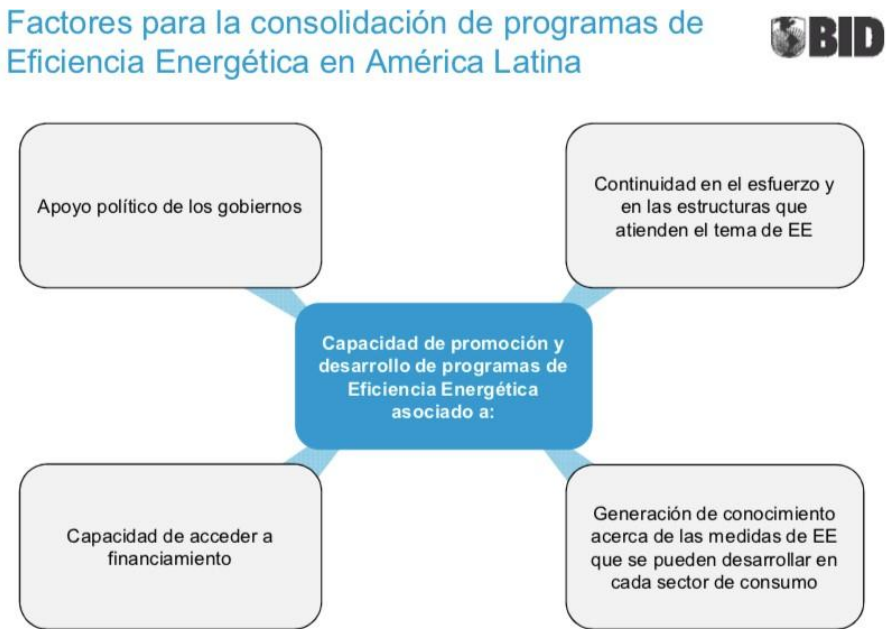 Factores para la consolidación de programas de
Eficiencia Energética en América Latina
BID
Apoyo político de los gobiernos
Continuidad en el esfuerzo y
en las estructuras que
atienden el tema de EE
Capacidad de promoción y
desarrollo de programas de
Eficiencia Energética
asociado a:
Capacidad de acceder a
financiamiento
Generación de conocimiento
acerca de las medidas de EE
que se pueden desarrollar en
cada sector de consumo